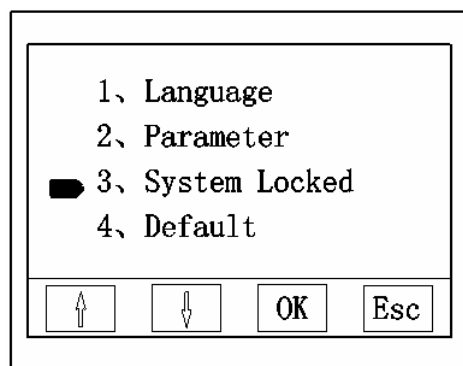 1、Language
2、Parameter
3、System Locked
4、Default
OK Esc